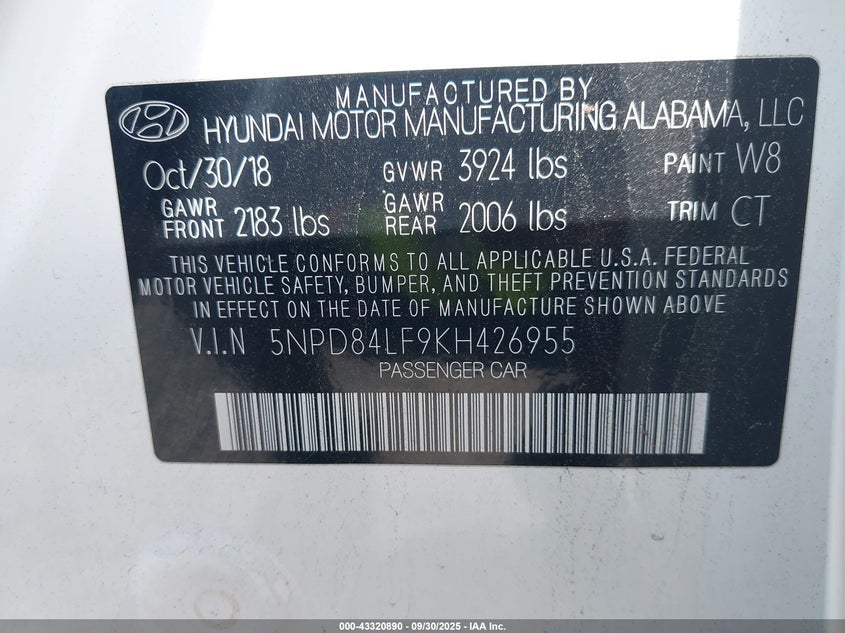 MANUFACTURED BY
HYUNDAI MOTOR MANUFACTURING ALABAMA, LLC
Oct/30/18 GVWR 3924 lbs PAINT W8
GAWR FRONT 2183 lbs GAWR REAR 2006 lbs TRIM CT
THIS VEHICLE CONFORMS TO ALL APPLICABLE U.S.A. FEDERAL
MOTOR VEHICLE SAFETY, BUMPER, AND THEFT PREVENTION STANDARDS
IN EFFECT ON THE DATE OF MANUFACTURE SHOWN ABOVE
V.I.N 5NPD84LF9KH426955
PASSENGER CAR
000-43320890 - 09/30/2025 - IAA Inc.